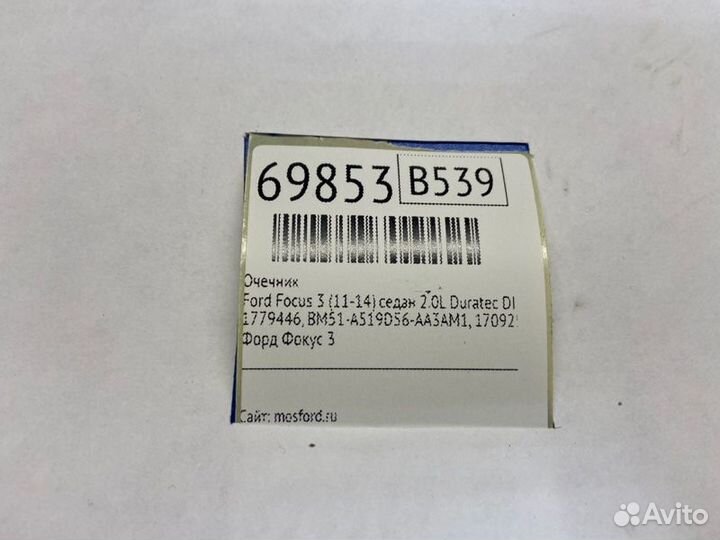 69853 B539
Очечник
Ford Focus 3 (11-14) седан 2.0L Duratec DI
1779446, BM51-A519D56-AA3AM1, 17092
Форд Фокус 3
Сайт: mosford.ru
Avito